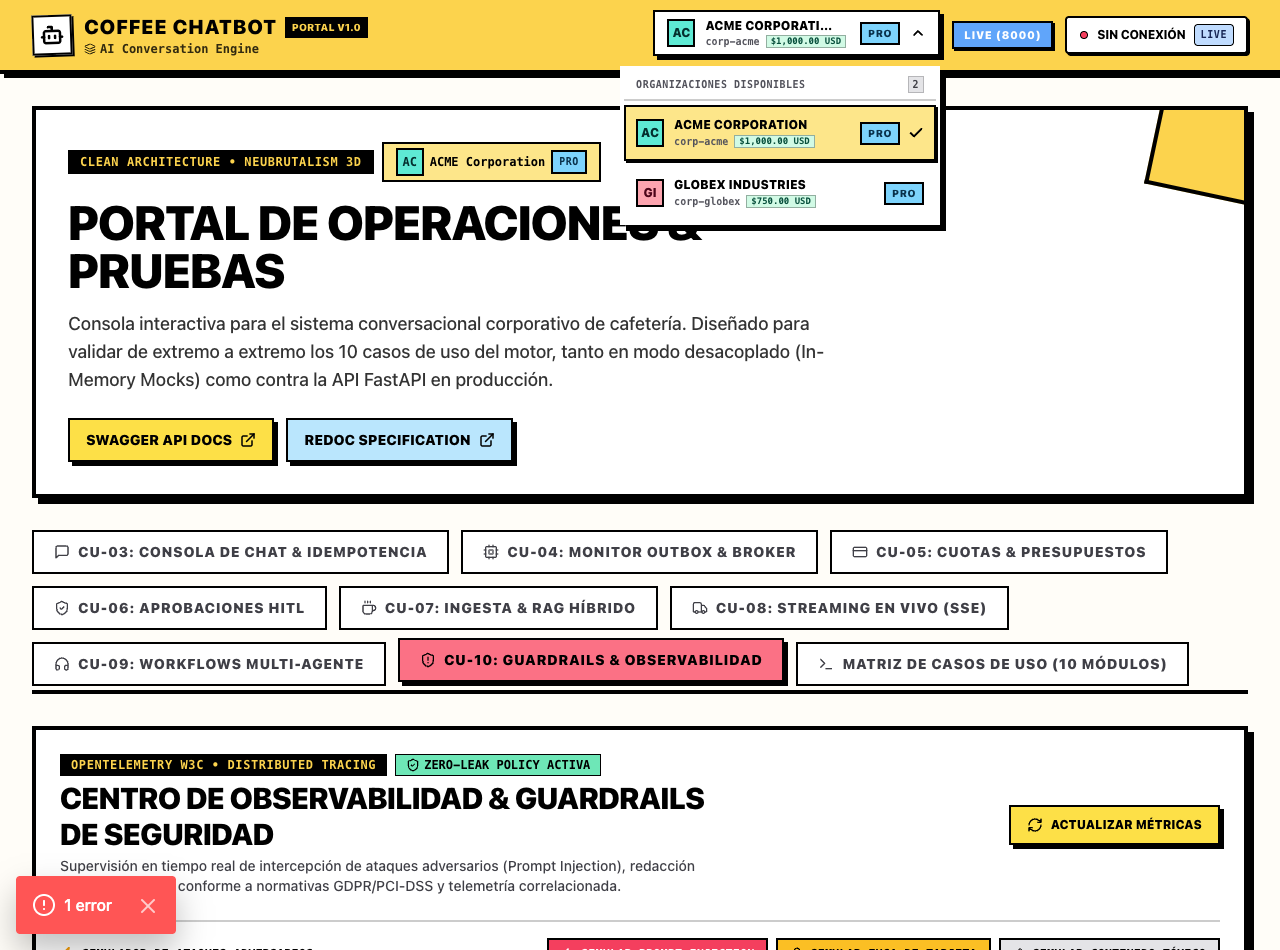 COFFEE CHATBOT PORTAL V1.0
AI Conversation Engine
AC ACME CORPORATI... PRO
corp-acme $1,000.00 USD
LIVE (8000)
SIN CONEXIÓN LIVE
ORGANIZACIONES DISPONIBLES 2
AC ACME CORPORATION PRO
corp-acme $1,000.00 USD
GI GLOBEX INDUSTRIES PRO
corp-globex $750.00 USD
CLEAN ARCHITECTURE • NEUBRUTALISM 3D AC ACME Corporation PRO
PORTAL DE OPERACIONES &
PRUEBAS
Consola interactiva para el sistema conversacional corporativo de cafetería. Diseñado para
validar de extremo a extremo los 10 casos de uso del motor, tanto en modo desacoplado (In-
Memory Mocks) como contra la API FastAPI en producción.
SWAGGER API DOCS REDOC SPECIFICATION
CU-03: CONSOLA DE CHAT & IDEMPOTENCIA CU-04: MONITOR OUTBOX & BROKER CU-05: CUOTAS & PRESUPUESTOS
CU-06: APROBACIONES HITL CU-07: INGESTA & RAG HÍBRIDO CU-08: STREAMING EN VIVO (SSE)
CU-09: WORKFLOWS MULTI-AGENTE CU-10: GUARDRAILS & OBSERVABILIDAD MATRIZ DE CASOS DE USO (10 MÓDULOS)
OPENTELEMETRY W3C • DISTRIBUTED TRACING ZERO-LEAK POLICY ACTIVA
CENTRO DE OBSERVABILIDAD & GUARDRAILS
DE SEGURIDAD
ACTUALIZAR MÉTRICAS
Supervisión en tiempo real de intercepción de ataques adversarios (Prompt Injection), redacción
conforme a normativas GDPR/PCI-DSS y telemetría correlacionada.
1 error